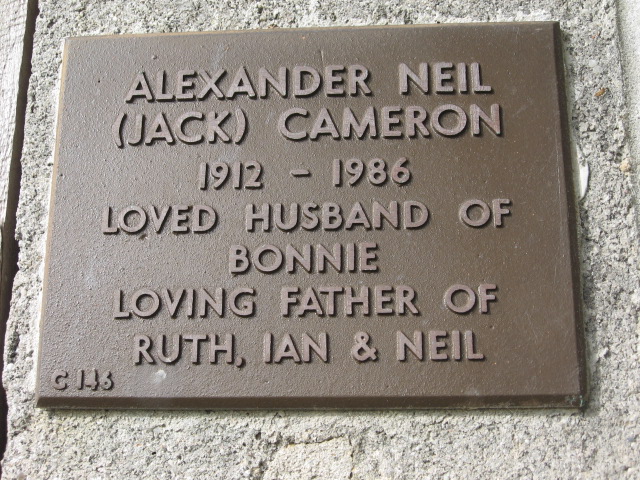 ALEXANDER NEIL
(JACK) CAMERON
1912 - 1986
LOVED HUSBAND OF
BONNIE
LOVING FATHER OF
RUTH, IAN & NEIL
C 146